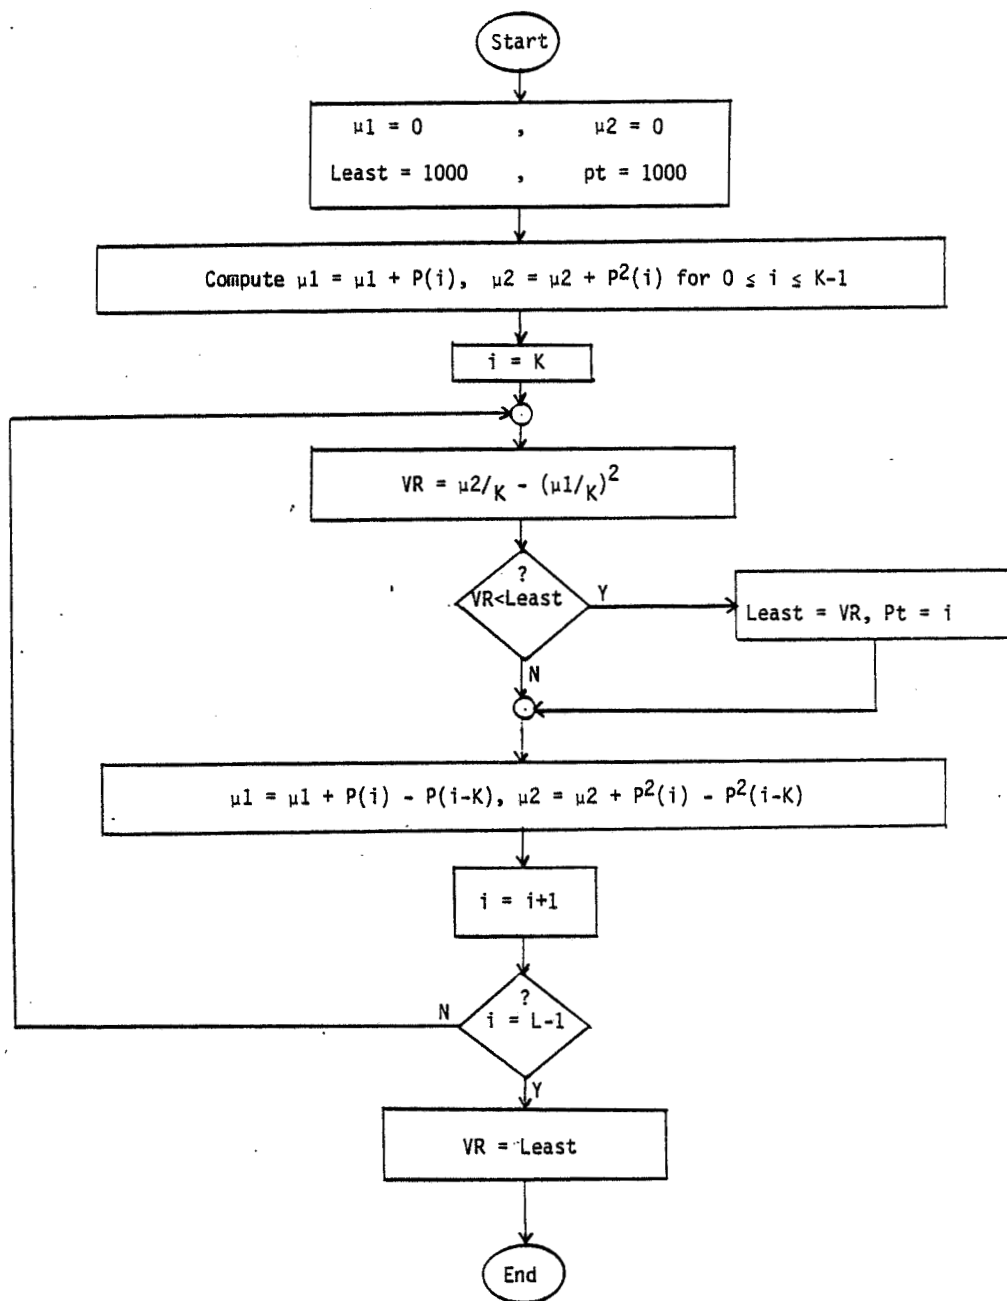 Start
μ1 = 0 , μ2 = 0
Least = 1000 , pt = 1000
Compute μ1 = μ1 + P(i), μ2 = μ2 + P²(i) for 0 ≤ i ≤ K-1
i = K
VR = μ2/K - (μ1/K)²
?
VR<Least
Y
Least = VR, Pt = i
N
μ1 = μ1 + P(i) - P(i-K), μ2 = μ2 + P²(i) - P²(i-K)
i = i+1
?
N
i = L-1
Y
VR = Least
End